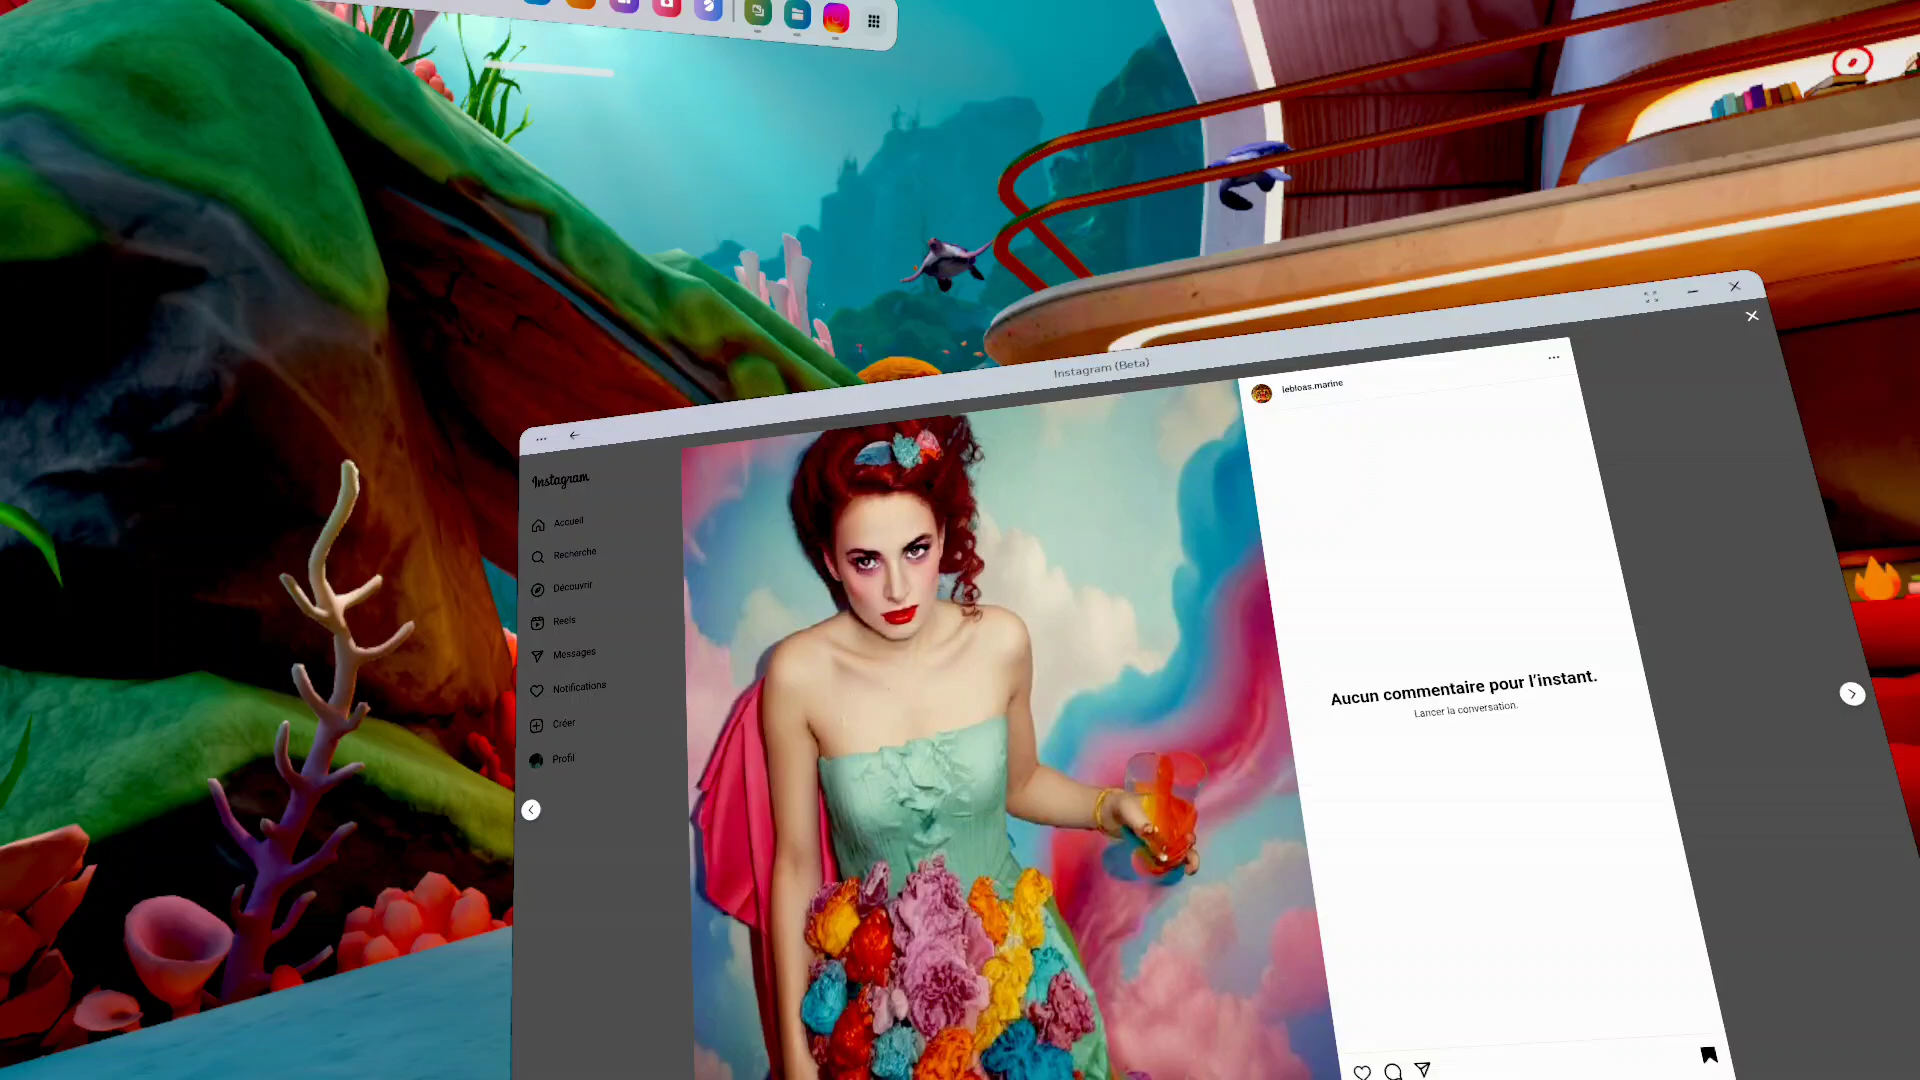 Instagram (Beta)
Instagram
Accueil
Recherche
Découvrir
Reels
Messages
Notifications
Créer
Profil
lebloas.marine
Aucun commentaire pour l'instant.
Lancer la conversation.